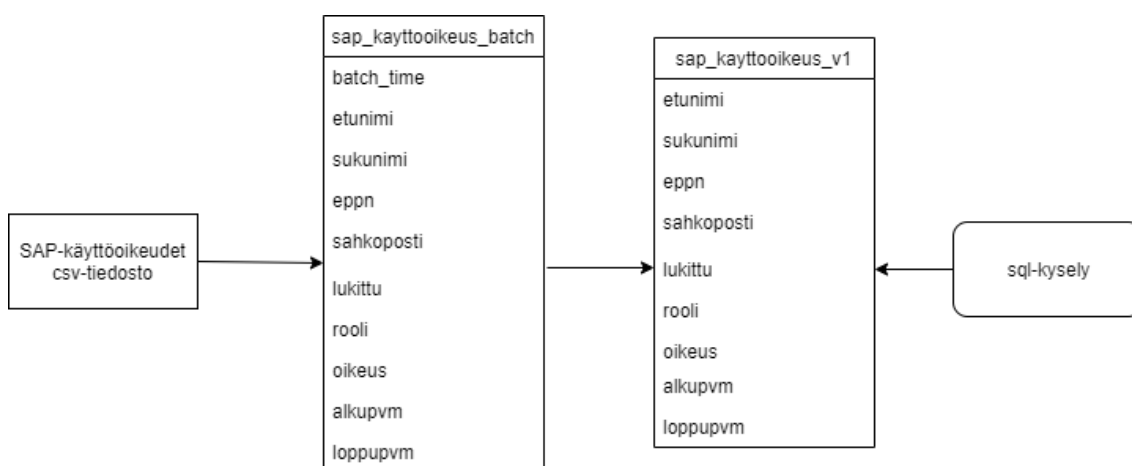 SAP-käyttöoikeudet
csv-tiedosto
sap_kayttooikeus_batch
batch_time
etunimi
sukunimi
eppn
sahkoposti
lukittu
rooli
oikeus
alkupvm
loppupvm
sap_kayttooikeus_v1
etunimi
sukunimi
eppn
sahkoposti
lukittu
rooli
oikeus
alkupvm
loppupvm
sql-kysely